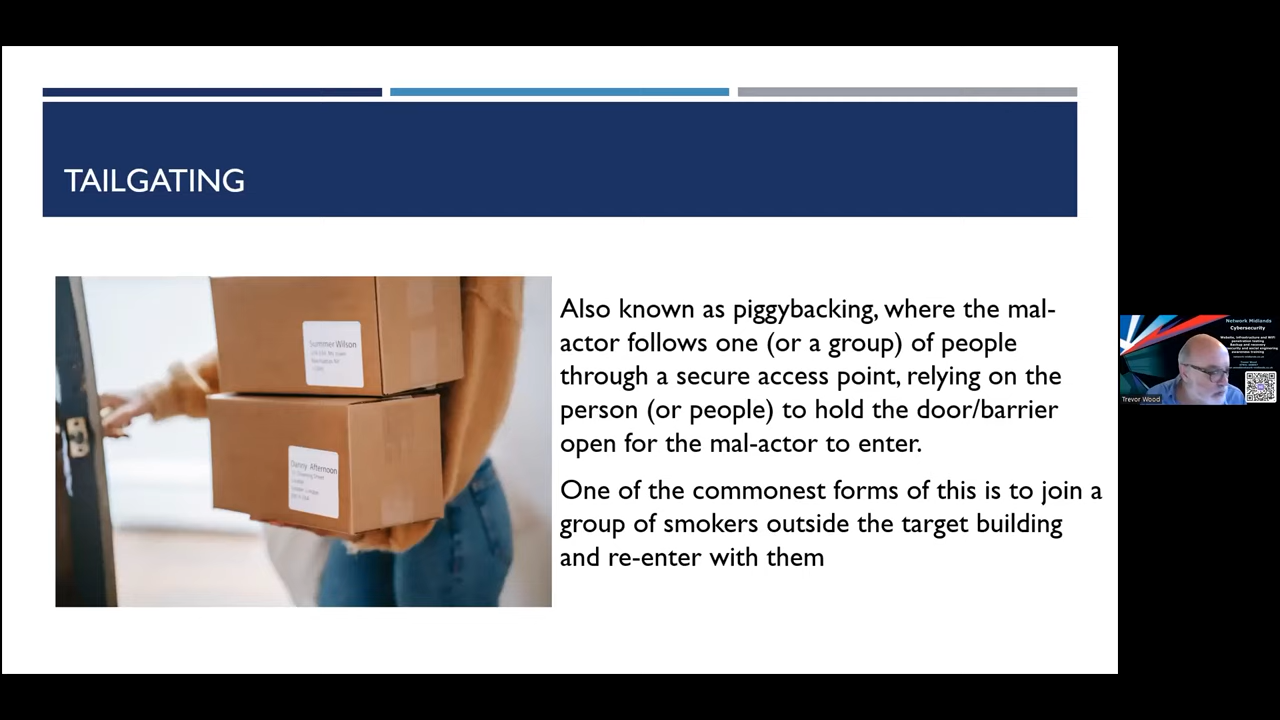 TAILGATING
Also known as piggybacking, where the mal-
actor follows one (or a group) of people
through a secure access point, relying on the
person (or people) to hold the door/barrier
open for the mal-actor to enter.
One of the commonest forms of this is to join a
group of smokers outside the target building
and re-enter with them
Summer Wilson
Danny Afternoon
Network Midlands
Cybersecurity
Trevor Wood